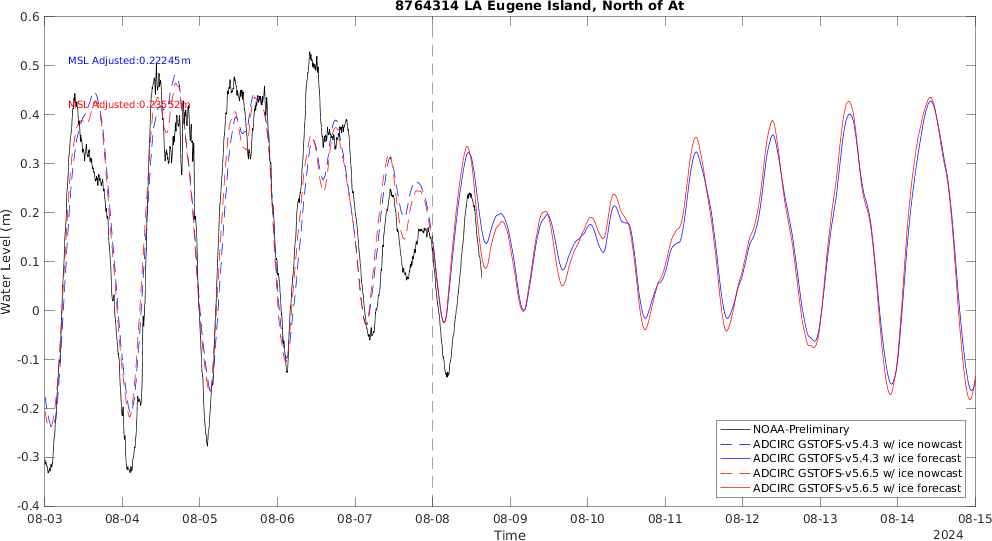 8764314 LA Eugene Island, North of At
MSL Adjusted:0.22245m
MSL Adjusted:0.23552m
Water Level (m)
0.6
0.5
0.4
0.3
0.2
0.1
0
-0.1
-0.2
-0.3
-0.4
NOAA-Preliminary
ADCIRC GSTOFS-v5.4.3 w/ ice nowcast
ADCIRC GSTOFS-v5.4.3 w/ ice forecast
ADCIRC GSTOFS-v5.6.5 w/ ice nowcast
ADCIRC GSTOFS-v5.6.5 w/ ice forecast
08-03 08-04 08-05 08-06 08-07 08-08 08-09 08-10 08-11 08-12 08-13 08-14 08-15
Time
2024